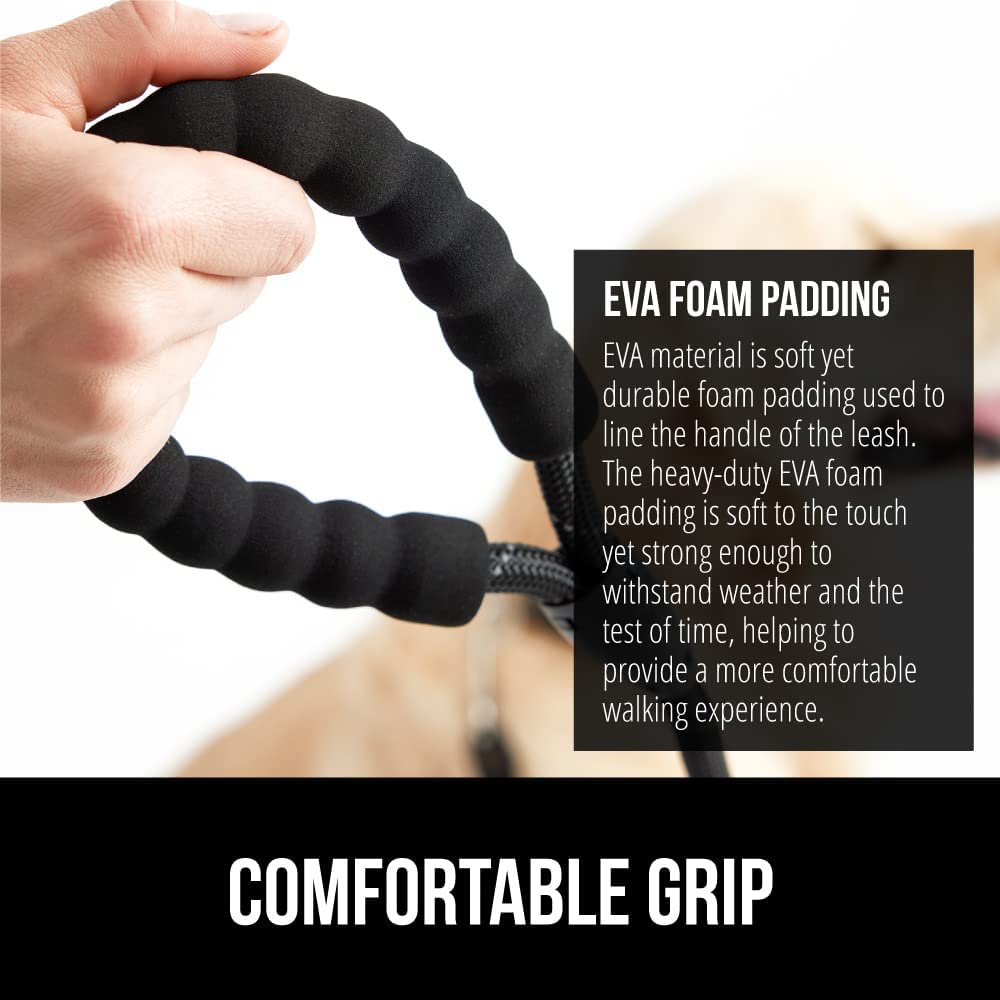 EVA FOAM PADDING
EVA material is soft yet
durable foam padding used to
line the handle of the leash.
The heavy-duty EVA foam
padding is soft to the touch
yet strong enough to
withstand weather and the
test of time, helping to
provide a more comfortable
walking experience.
COMFORTABLE GRIP